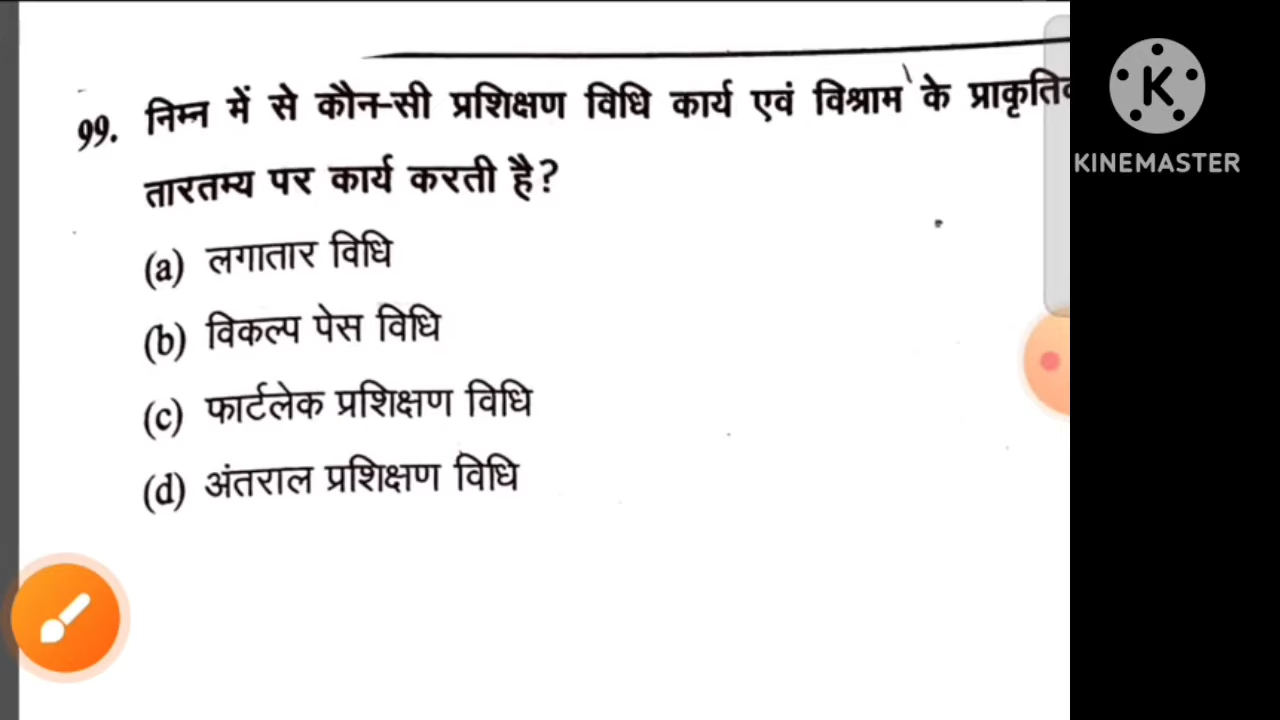 99. निम्न में से कौन-सी प्रशिक्षण विधि कार्य एवं विश्राम के
तारतम्य पर कार्य करती है?
(a) लगातार विधि
(b) विकल्प पेस विधि
(c) फार्टलेक प्रशिक्षण विधि
(d) अंतराल प्रशिक्षण विधि
KINEMASTER